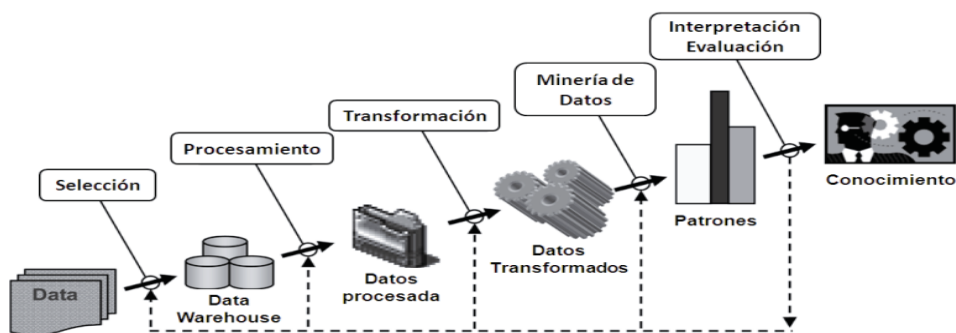 Interpretación
Evaluación
Minería de
Datos
Transformación
Procesamiento
Selección
Data
Data
Warehouse
Datos
procesada
Datos
Transformados
Patrones
Conocimiento